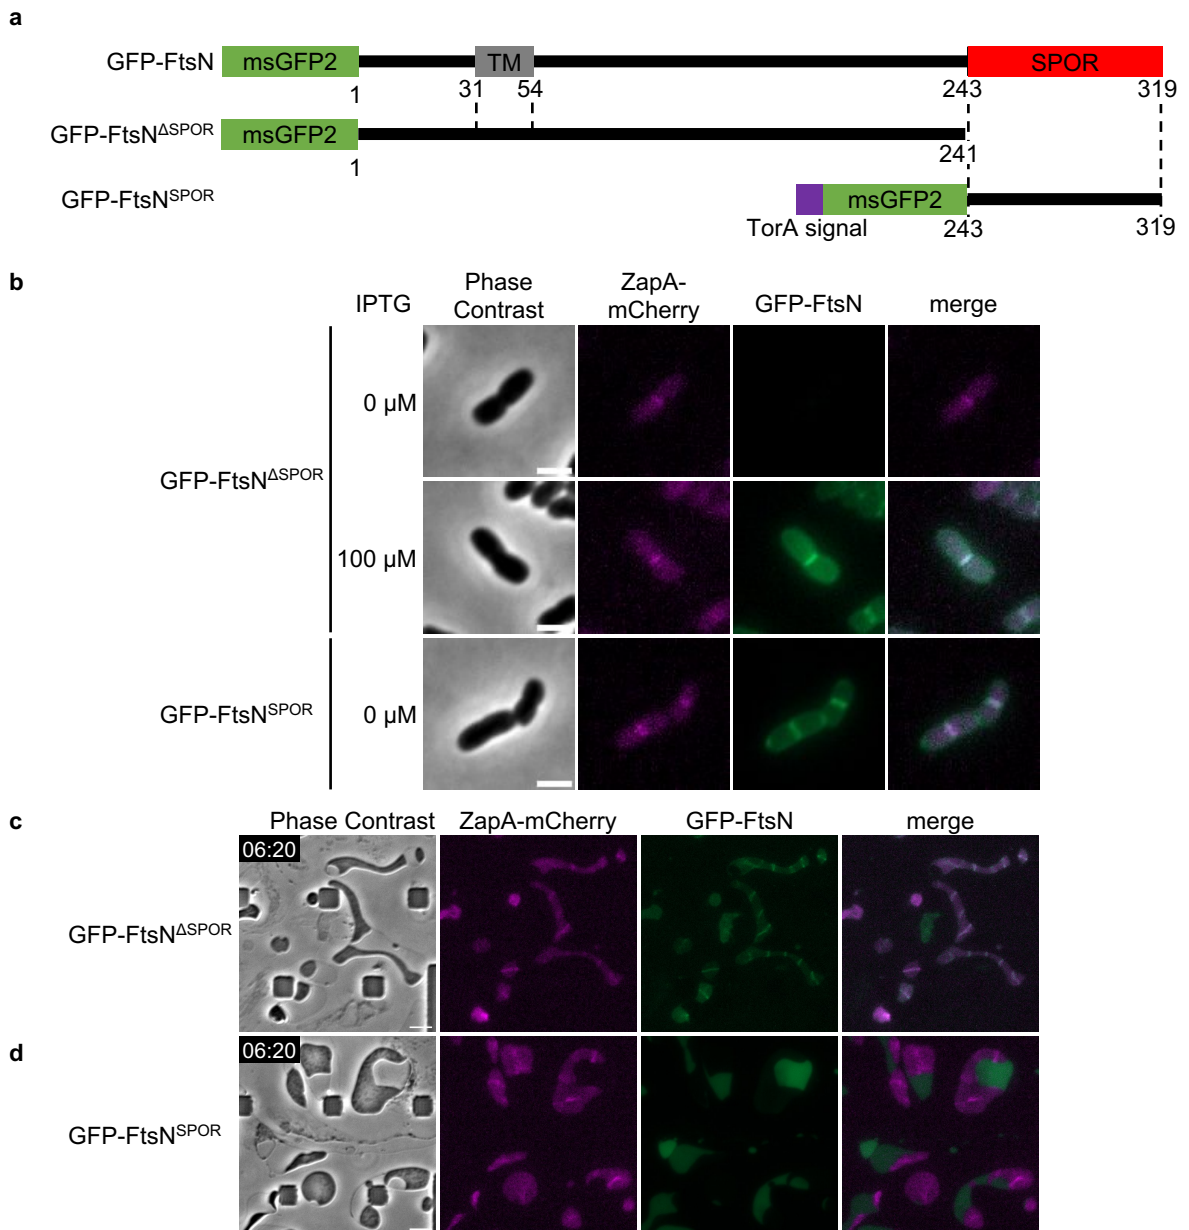 a
GFP-FtsN msGFP2 TM SPOR
1 31 54 243 319
GFP-FtsNΔSPOR msGFP2
1 241
GFP-FtsNSPOR msGFP2
TorA signal 243 319
b
IPTG Phase Contrast ZapA-mCherry GFP-FtsN merge
0 µM
GFP-FtsNΔSPOR
100 µM
GFP-FtsNSPOR 0 µM
c
Phase Contrast ZapA-mCherry GFP-FtsN merge
06:20
GFP-FtsNΔSPOR
d
06:20
GFP-FtsNSPOR